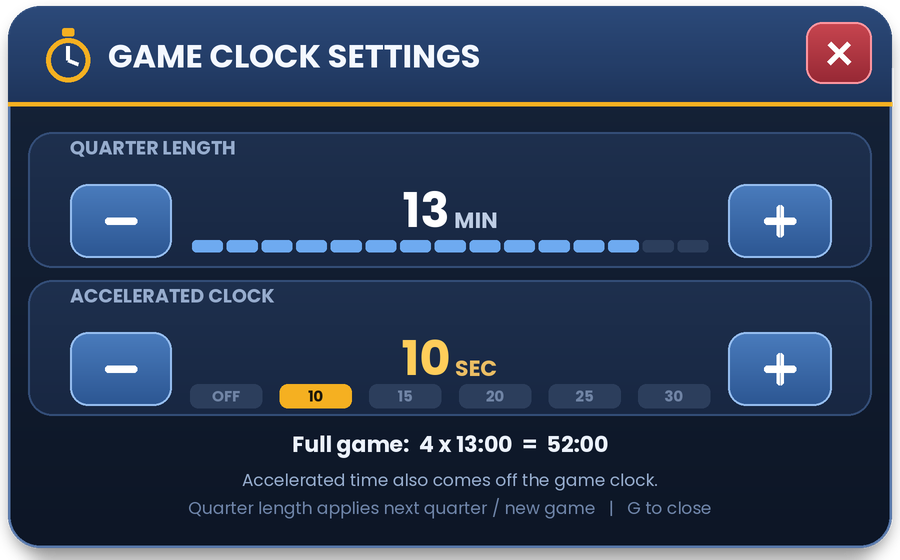 GAME CLOCK SETTINGS
QUARTER LENGTH
13 MIN
ACCELERATED CLOCK
10 SEC
OFF 10 15 20 25 30
Full game: 4 x 13:00 = 52:00
Accelerated time also comes off the game clock.
Quarter length applies next quarter / new game | G to close